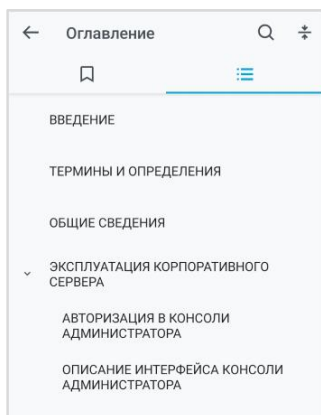 Оглавление
ВВЕДЕНИЕ
ТЕРМИНЫ И ОПРЕДЕЛЕНИЯ
ОБЩИЕ СВЕДЕНИЯ
ЭКСПЛУАТАЦИЯ КОРПОРАТИВНОГО
СЕРВЕРА
АВТОРИЗАЦИЯ В КОНСОЛИ
АДМИНИСТРАТОРА
ОПИСАНИЕ ИНТЕРФЕЙСА КОНСОЛИ
АДМИНИСТРАТОРА